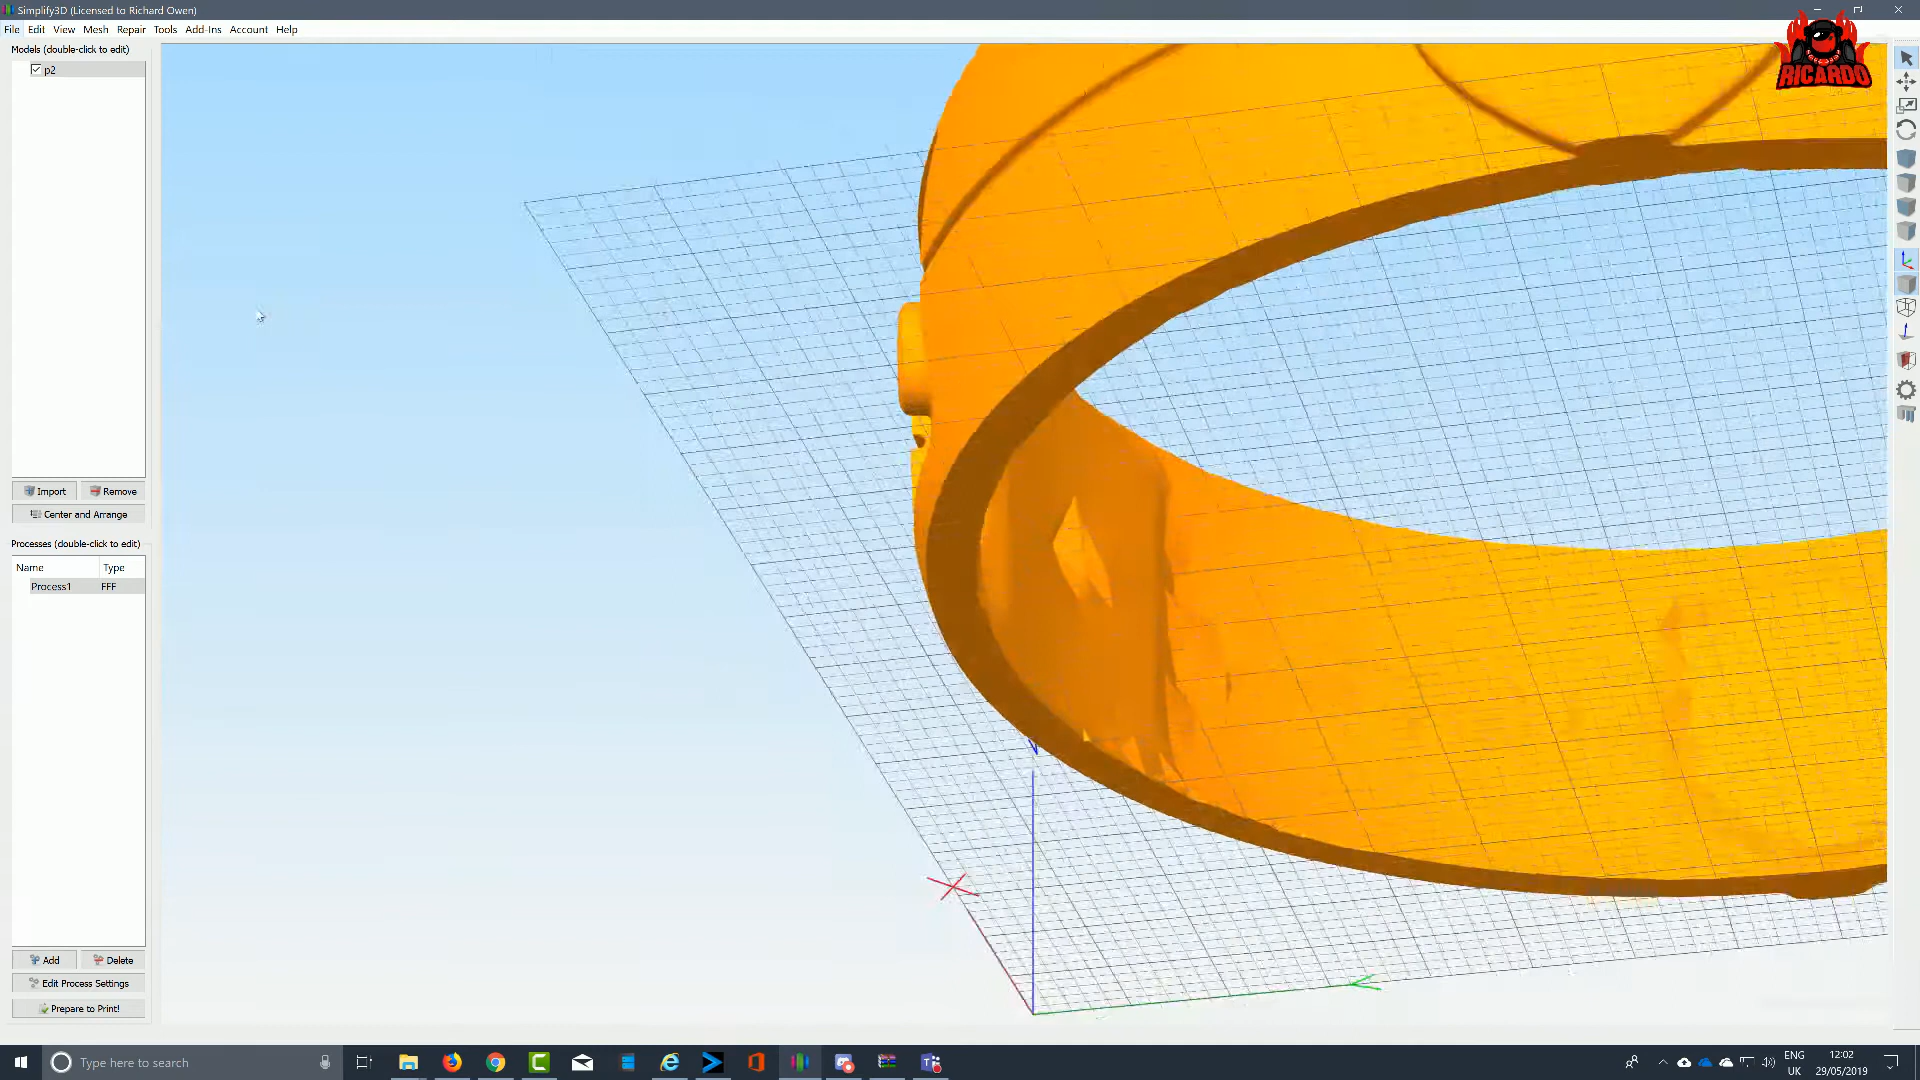 Simplify3D (Licensed to Richard Owen)
File Edit View Mesh Repair Tools Add-Ins Account Help
Models (double-click to edit)
p2
RICARDO
Import Remove
Center and Arrange
Processes (double-click to edit)
Name Type
Process1 FFF
Add Delete
Edit Process Settings
Prepare to Print!
Type here to search
ENG
UK
12:02
29/05/2019